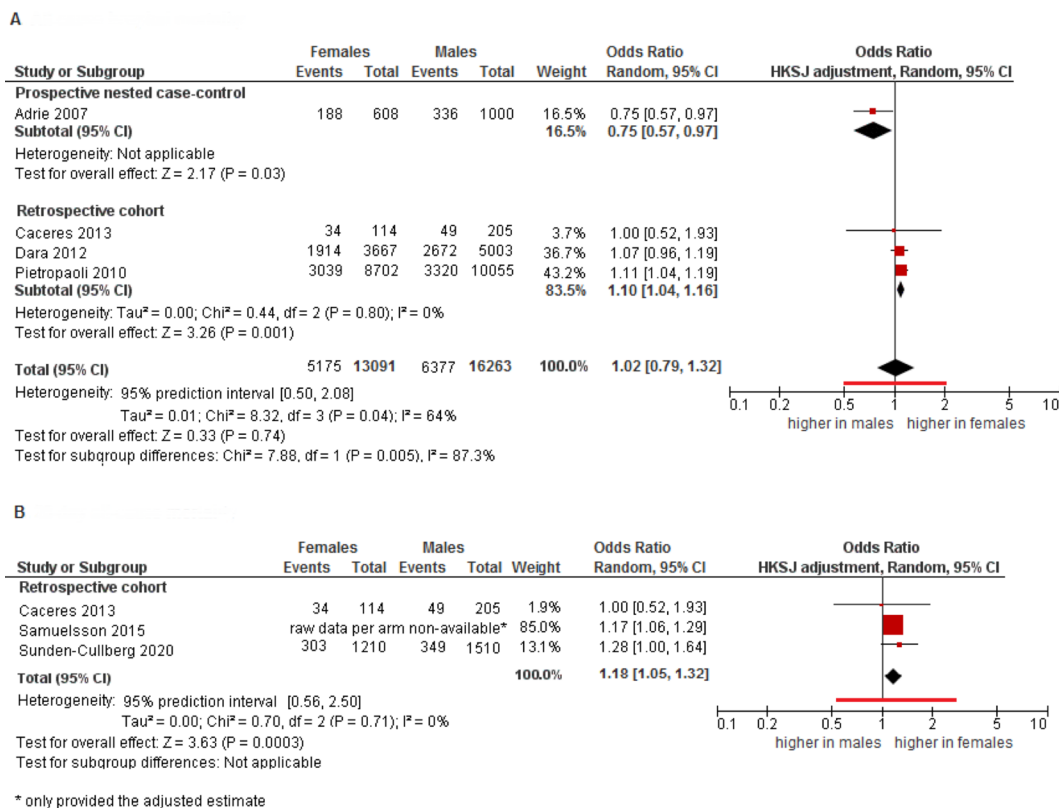 A
Females Males Odds Ratio Odds Ratio
Study or Subgroup Events Total Events Total Weight Random, 95% CI HKSJ adjustment, Random, 95% CI
Prospective nested case-control
Adrie 2007 188 608 336 1000 16.5% 0.75 [0.57, 0.97]
Subtotal (95% CI) 16.5% 0.75 [0.57, 0.97]
Heterogeneity: Not applicable
Test for overall effect: Z = 2.17 (P = 0.03)
Retrospective cohort
Caceres 2013 34 114 49 205 3.7% 1.00 [0.52, 1.93]
Dara 2012 1914 3667 2672 5003 36.7% 1.07 [0.96, 1.19]
Pietropaoli 2010 3039 8702 3320 10055 43.2% 1.11 [1.04, 1.19]
Subtotal (95% CI) 83.5% 1.10 [1.04, 1.16]
Heterogeneity: Tau² = 0.00; Chi² = 0.44, df = 2 (P = 0.80); I² = 0%
Test for overall effect: Z = 3.26 (P = 0.001)
Total (95% CI) 5175 13091 6377 16263 100.0% 1.02 [0.79, 1.32]
Heterogeneity: 95% prediction interval [0.50, 2.08]
Tau² = 0.01; Chi² = 8.32, df = 3 (P = 0.04); I² = 64%
Test for overall effect: Z = 0.33 (P = 0.74)
Test for subgroup differences: Chi² = 7.88, df = 1 (P = 0.005), I² = 87.3%
0.1 0.2 0.5 1 2 5 10
higher in males higher in females
B
Females Males Odds Ratio Odds Ratio
Study or Subgroup Events Total Events Total Weight Random, 95% CI HKSJ adjustment, Random, 95% CI
Retrospective cohort
Caceres 2013 34 114 49 205 1.9% 1.00 [0.52, 1.93]
Samuelsson 2015 raw data per arm non-available* 85.0% 1.17 [1.06, 1.29]
Sunden-Cullberg 2020 303 1210 349 1510 13.1% 1.28 [1.00, 1.64]
Total (95% CI) 100.0% 1.18 [1.05, 1.32]
Heterogeneity: 95% prediction interval [0.56, 2.50]
Tau² = 0.00; Chi² = 0.70, df = 2 (P = 0.71); I² = 0%
Test for overall effect: Z = 3.63 (P = 0.0003)
Test for subgroup differences: Not applicable
0.1 0.2 0.5 1 2 5 10
higher in males higher in females
* only provided the adjusted estimate